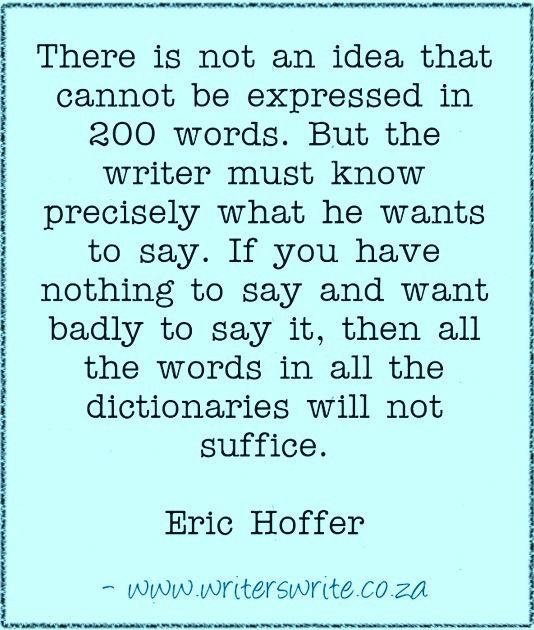 There is not an idea that
cannot be expressed in
200 words. But the
writer must know
precisely what he wants
to say. If you have
nothing to say and want
badly to say it, then all
the words in all the
dictionaries will not
suffice.
Eric Hoffer
- www.writerswrite.co.za